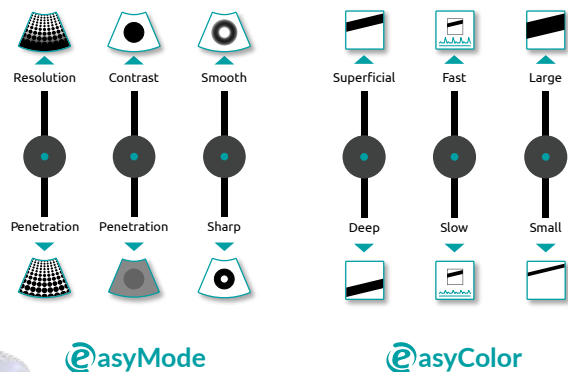 Resolution Contrast Smooth Superficial Fast Large
Penetration Penetration Sharp Deep Slow Small
easyMode easyColor